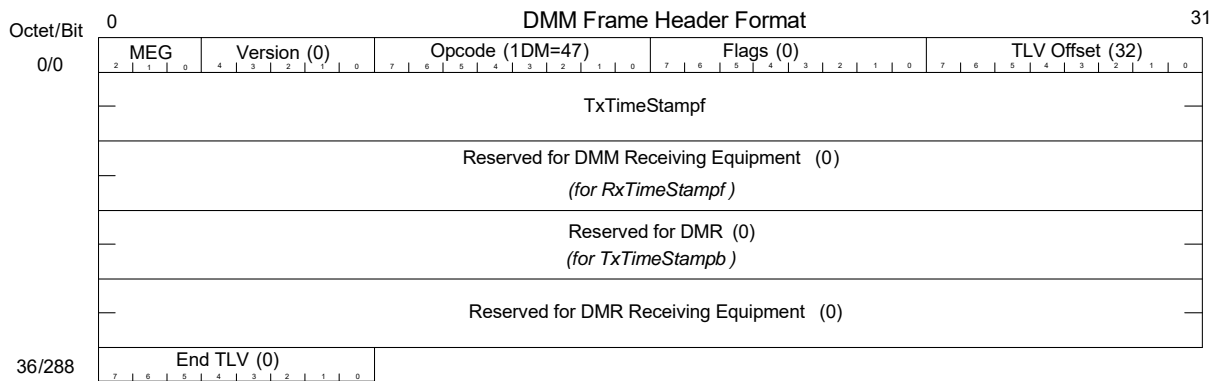 DMM Frame Header Format
Octet/Bit 0 31
MEG Version (0) Opcode (1DM=47) Flags (0) TLV Offset (32)
0/0 2 1 0 4 3 2 1 0 7 6 5 4 3 2 1 0 7 6 5 4 3 2 1 0 7 6 5 4 3 2 1 0
TxTimeStampf
Reserved for DMM Receiving Equipment (0)
(for RxTimeStampf )
Reserved for DMR (0)
(for TxTimeStampb )
Reserved for DMR Receiving Equipment (0)
End TLV (0)
36/288 7 6 5 4 3 2 1 0